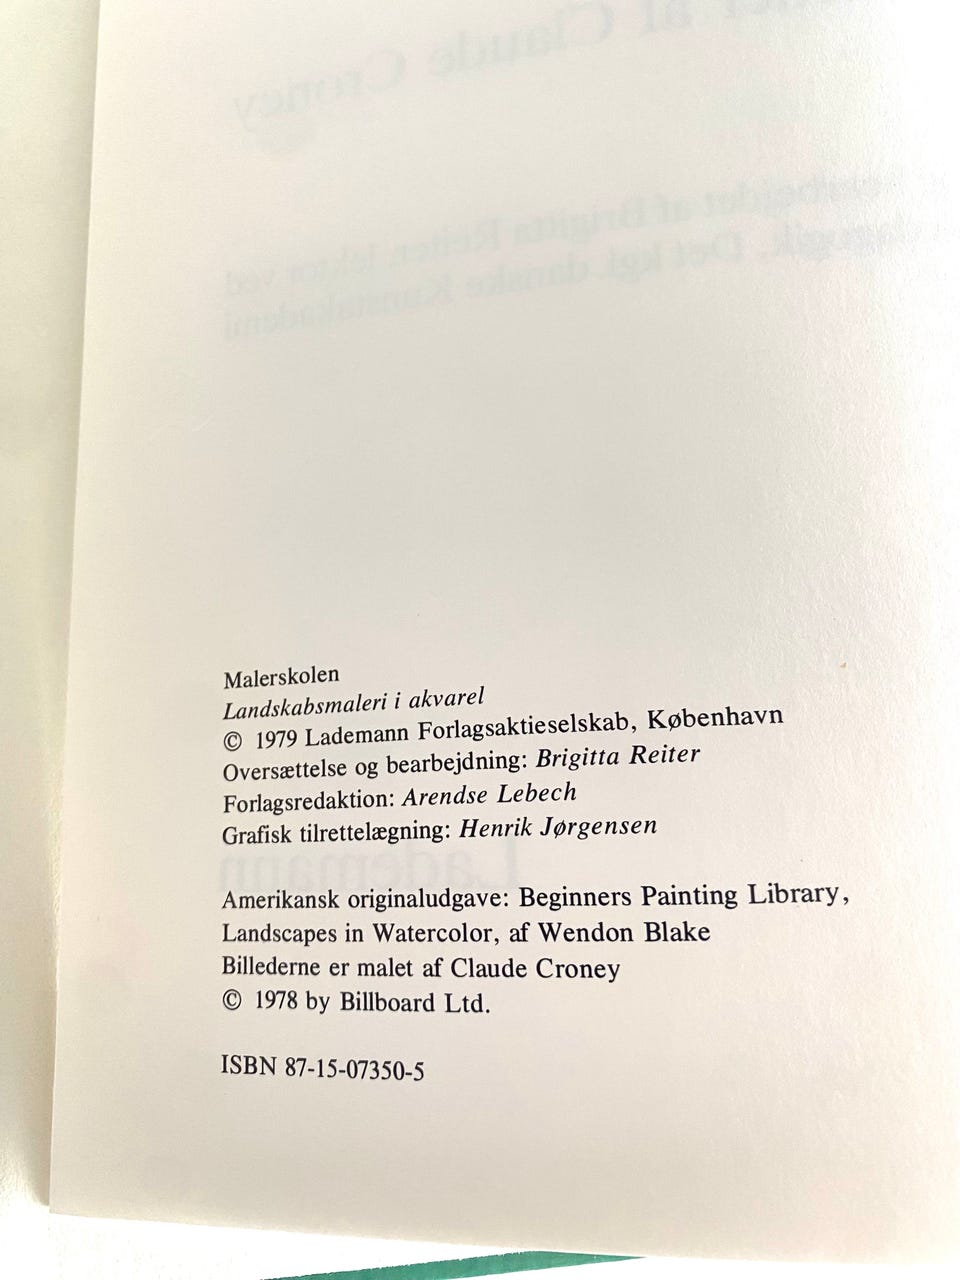 Malerskolen
Landskabsmaleri i akvarel
© 1979 Lademann Forlagsaktieselskab, København
Oversættelse og bearbejdning: Brigitta Reiter
Forlagsredaktion: Arendse Lebech
Grafisk tilrettelægning: Henrik Jørgensen
Amerikansk originaludgave: Beginners Painting Library,
Landscapes in Watercolor, af Wendon Blake
Billederne er malet af Claude Croney
© 1978 by Billboard Ltd.
ISBN 87-15-07350-5